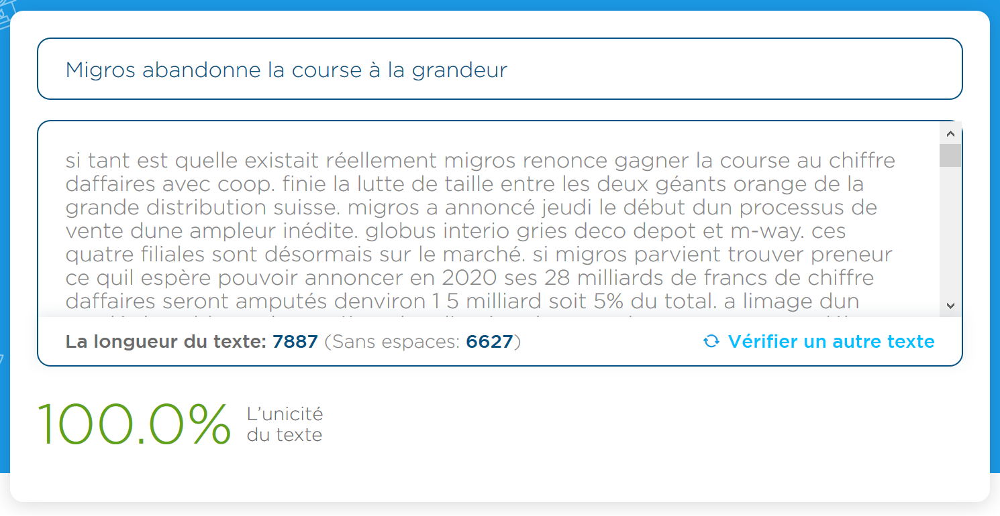 Migros abandonne la course à la grandeur
si tant est quelle existait réellement migros renonce gagner la course au chiffre
daffaires avec coop. finie la lutte de taille entre les deux géants orange de la
grande distribution suisse. migros a annoncé jeudi le début dun processus de
vente dune ampleur inédite. globus interio gries deco depot et m-way. ces
quatre filiales sont désormais sur le marché. si migros parvient trouver preneur
ce quil espère pouvoir annoncer en 2020 ses 28 milliards de francs de chiffre
daffaires seront amputés denviron 1 5 milliard soit 5% du total. a limage dun
La longueur du texte: 7887 (Sans espaces: 6627)
Vérifier un autre texte
100.0%
L’unicité
du texte